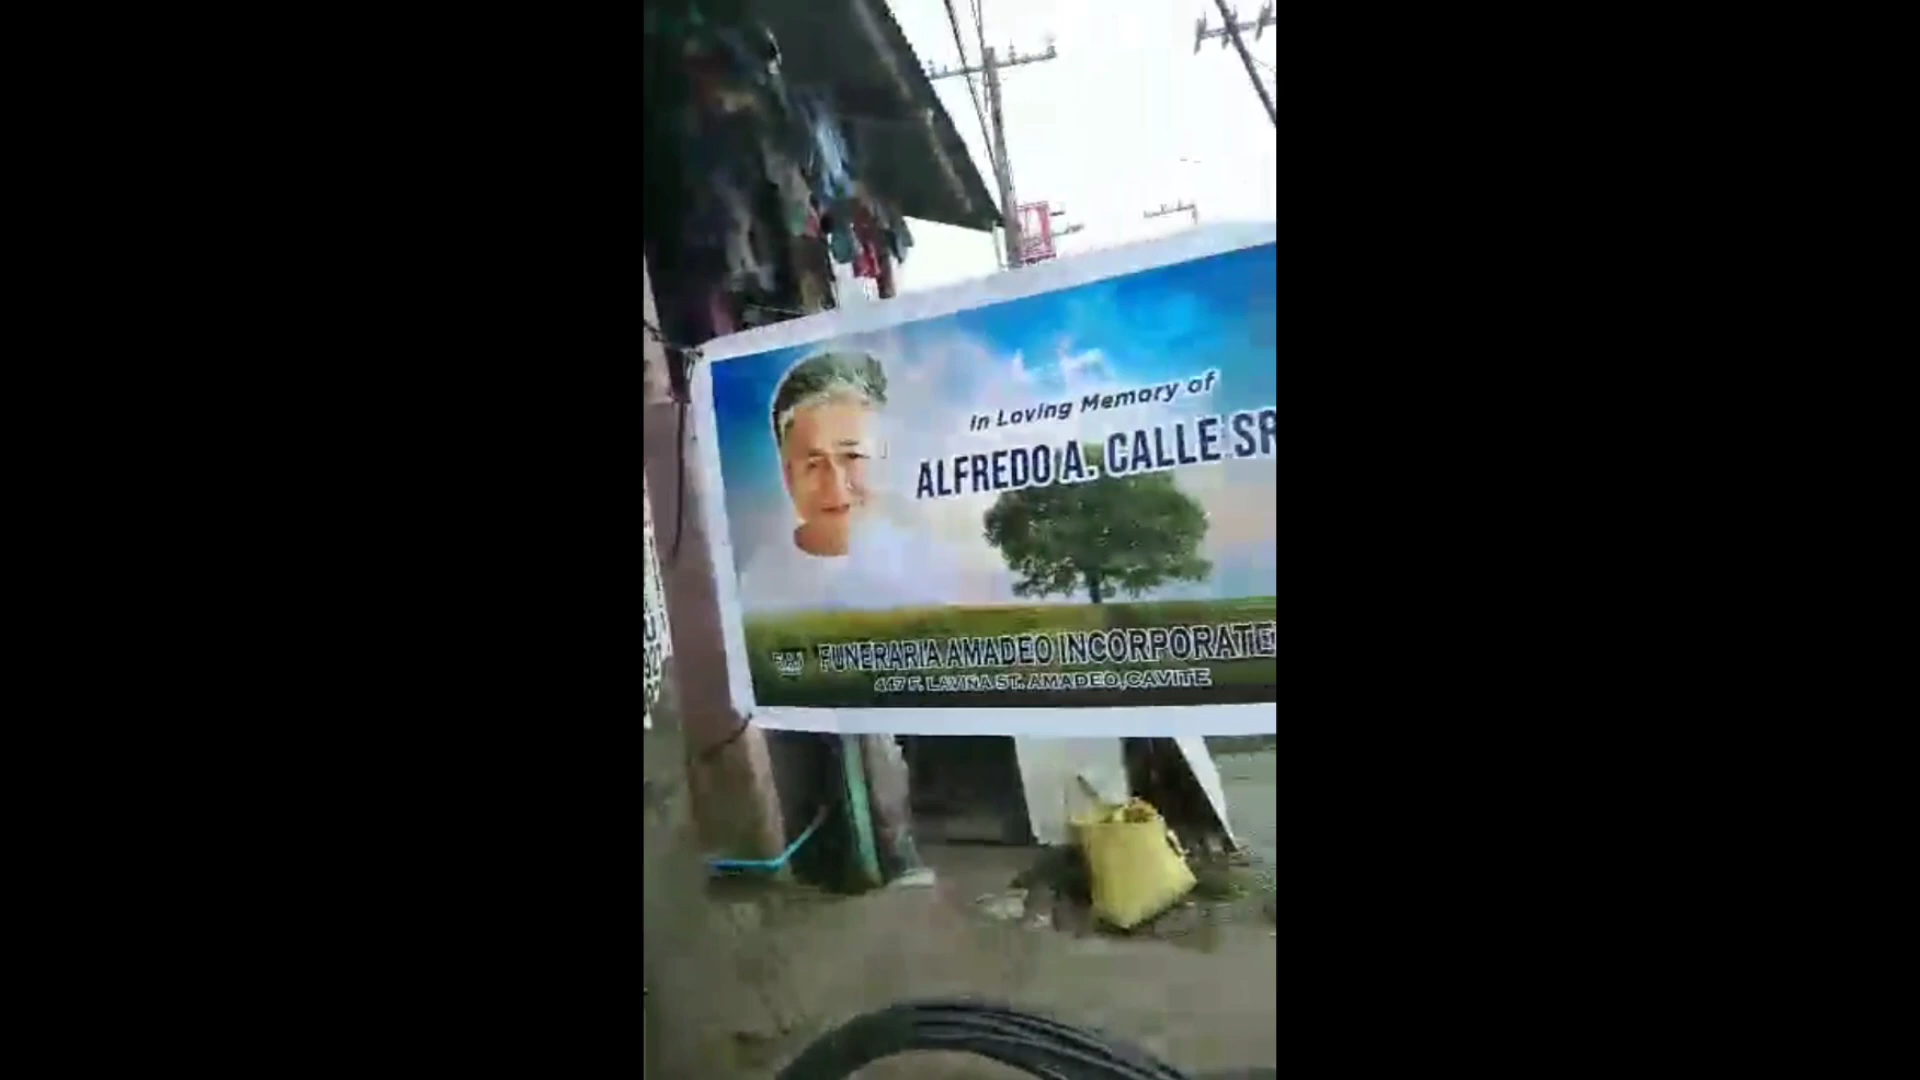 In Loving Memory of
ALFREDO A. CALLE SR
FUNERARIA AMADEO INCORPORATE
447 F. LAVIÑA ST. AMADEO, CAVITE